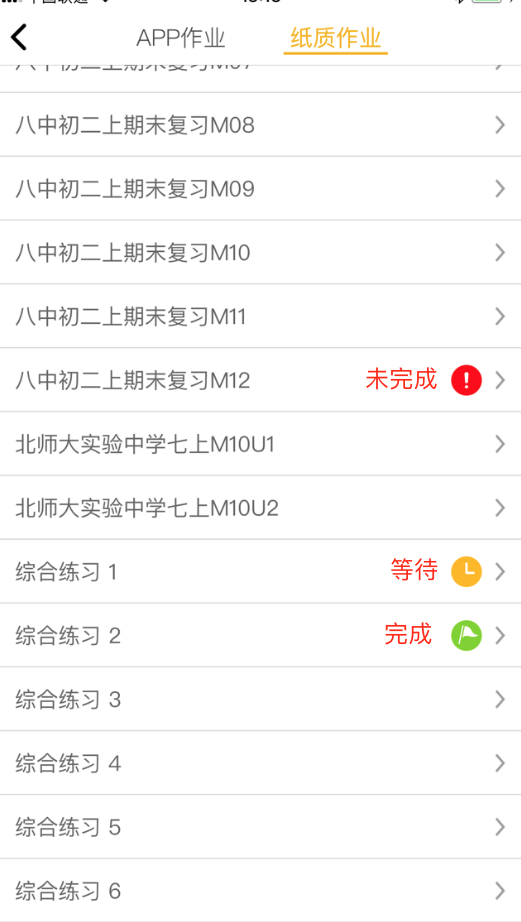 APP作业 纸质作业
八中初二上期末复习M08
八中初二上期末复习M09
八中初二上期末复习M10
八中初二上期末复习M11
八中初二上期末复习M12 未完成
北师大实验中学七上M10U1
北师大实验中学七上M10U2
综合练习 1 等待
综合练习 2 完成
综合练习 3
综合练习 4
综合练习 5
综合练习 6